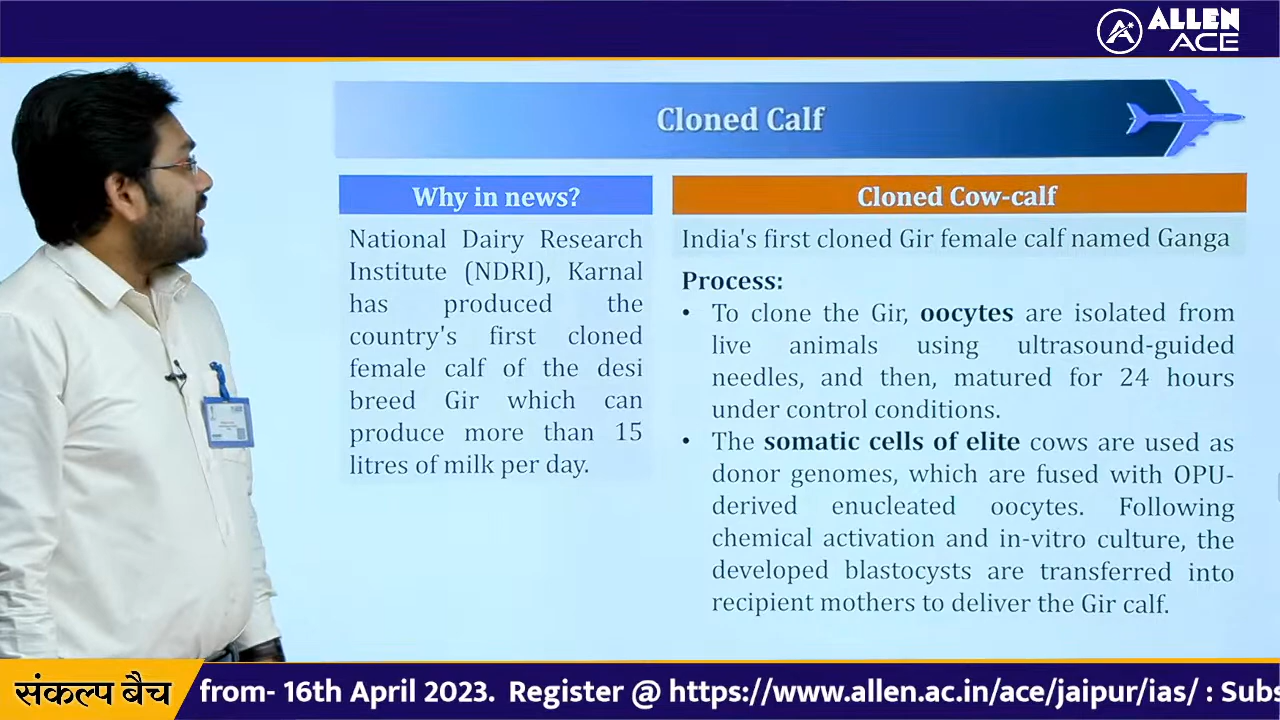 ALLEN
ACE
Cloned Calf
Why in news?
National Dairy Research
Institute (NDRI), Karnal
has produced the
country's first cloned
female calf of the desi
breed Gir which can
produce more than 15
litres of milk per day.
Cloned Cow-calf
India's first cloned Gir female calf named Ganga
Process:
• To clone the Gir, oocytes are isolated from
live animals using ultrasound-guided
needles, and then, matured for 24 hours
under control conditions.
• The somatic cells of elite cows are used as
donor genomes, which are fused with OPU-
derived enucleated oocytes. Following
chemical activation and in-vitro culture, the
developed blastocysts are transferred into
recipient mothers to deliver the Gir calf.
संकल्प बैच from- 16th April 2023. Register @ https://www.allen.ac.in/ace/jaipur/ias/ : Subs